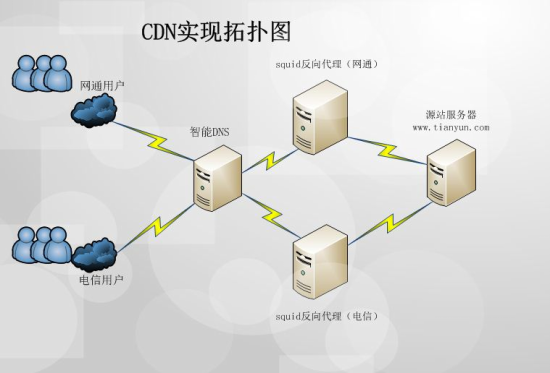 CDN实现拓扑图
squid反向代理（网通）
网通用户
源站服务器
www.tianyun.com
智能DNS
电信用户
squid反向代理（电信）